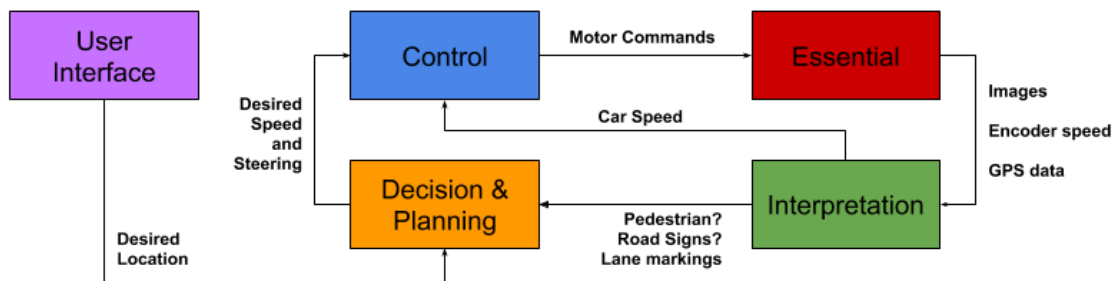 User
Interface
Control
Motor Commands
Essential
Desired
Speed
and
Steering
Car Speed
Images
Encoder speed
GPS data
Decision &
Planning
Interpretation
Pedestrian?
Road Signs?
Lane markings
Desired
Location